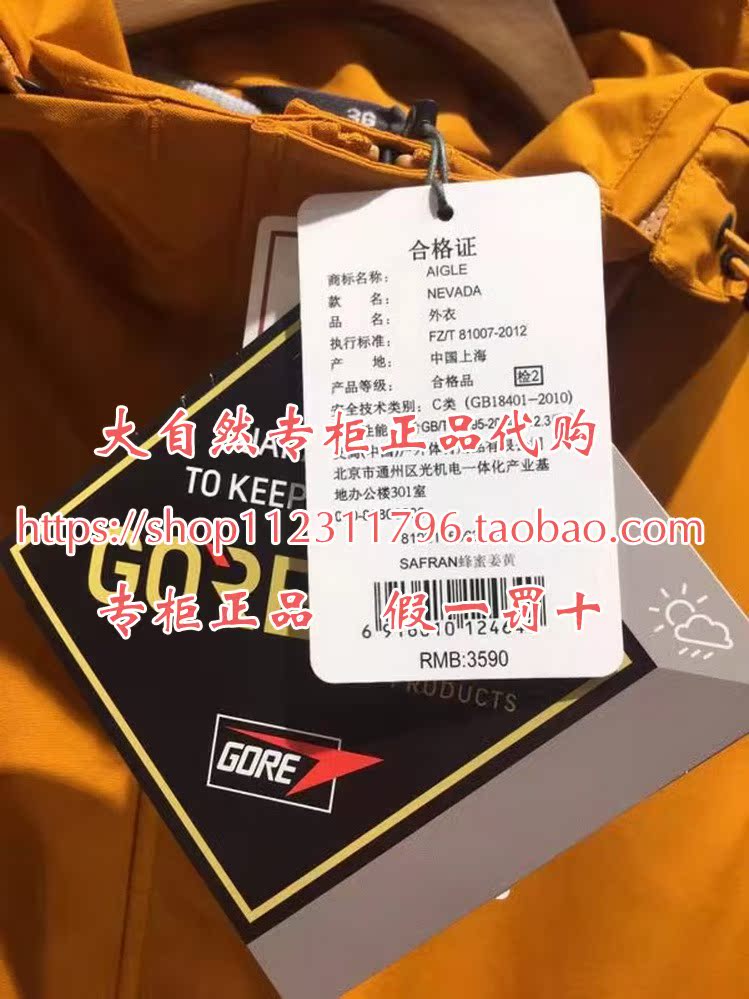 36
合格证
商标名称： AIGLE
款 名： NEVADA
品 名： 外衣
执行标准： FZ/T 81007-2012
产 地： 中国上海
产品等级： 合格品 检2
安全技术类别：C类（GB18401-2010）
大自然专柜正品代购
北京市通州区光机电一体化产业基
地办公楼301室
https://shop112311796.taobao.com
SAFRAN蜂蜜姜黄
专柜正品 假一罚十
RMB:3590
TO KEEP
GORE
PRODUCTS
GORE